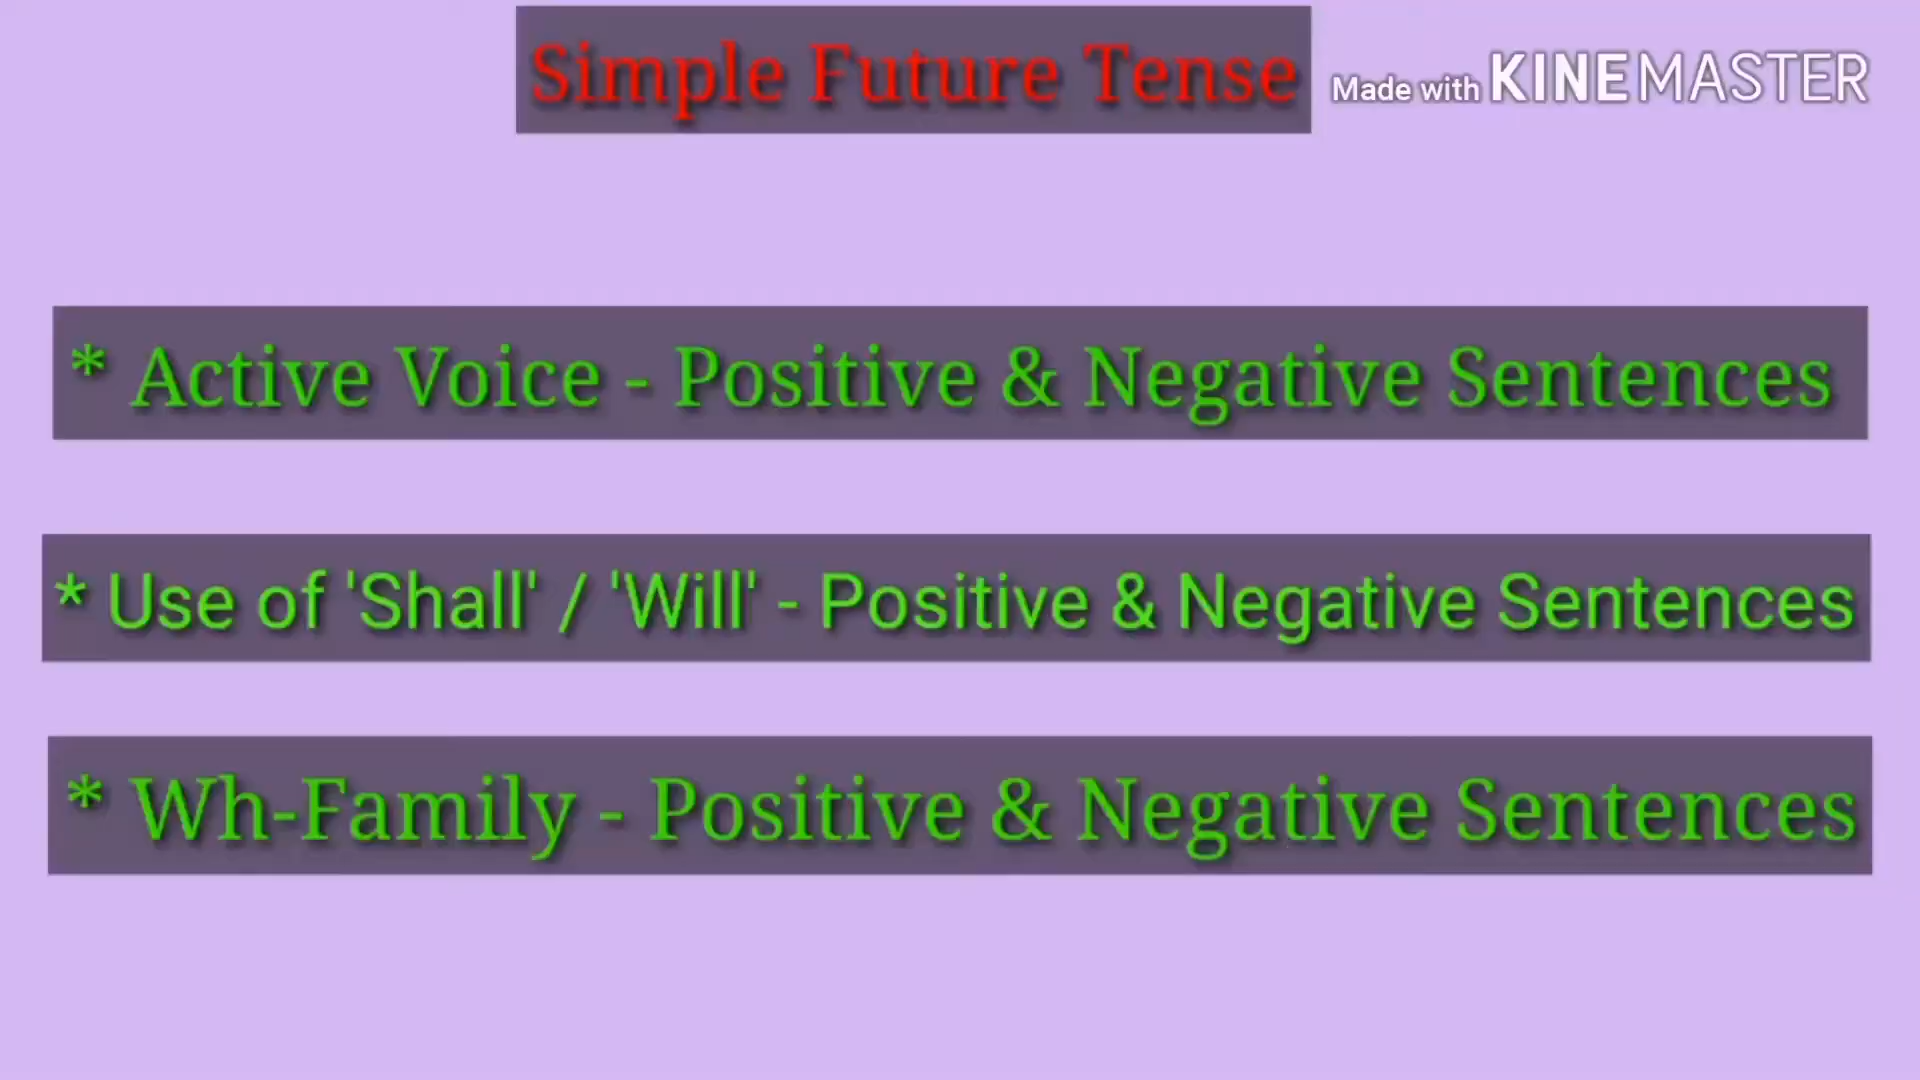 Simple Future Tense
Made with KINEMASTER
* Active Voice - Positive & Negative Sentences
* Use of 'Shall' / 'Will' - Positive & Negative Sentences
* Wh-Family - Positive & Negative Sentences